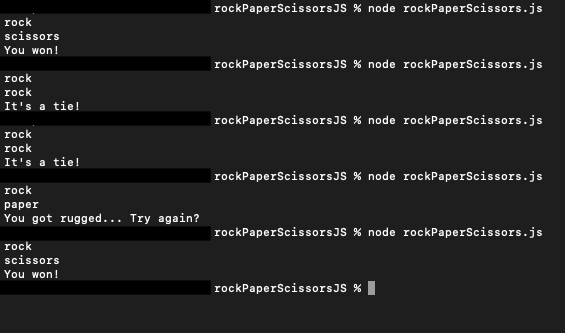 rockPaperScissorsJS % node rockPaperScissors.js
rock
scissors
You won!
rockPaperScissorsJS % node rockPaperScissors.js
rock
rock
It's a tie!
rockPaperScissorsJS % node rockPaperScissors.js
rock
rock
It's a tie!
rockPaperScissorsJS % node rockPaperScissors.js
rock
paper
You got rugged... Try again?
rockPaperScissorsJS % node rockPaperScissors.js
rock
scissors
You won!
rockPaperScissorsJS %